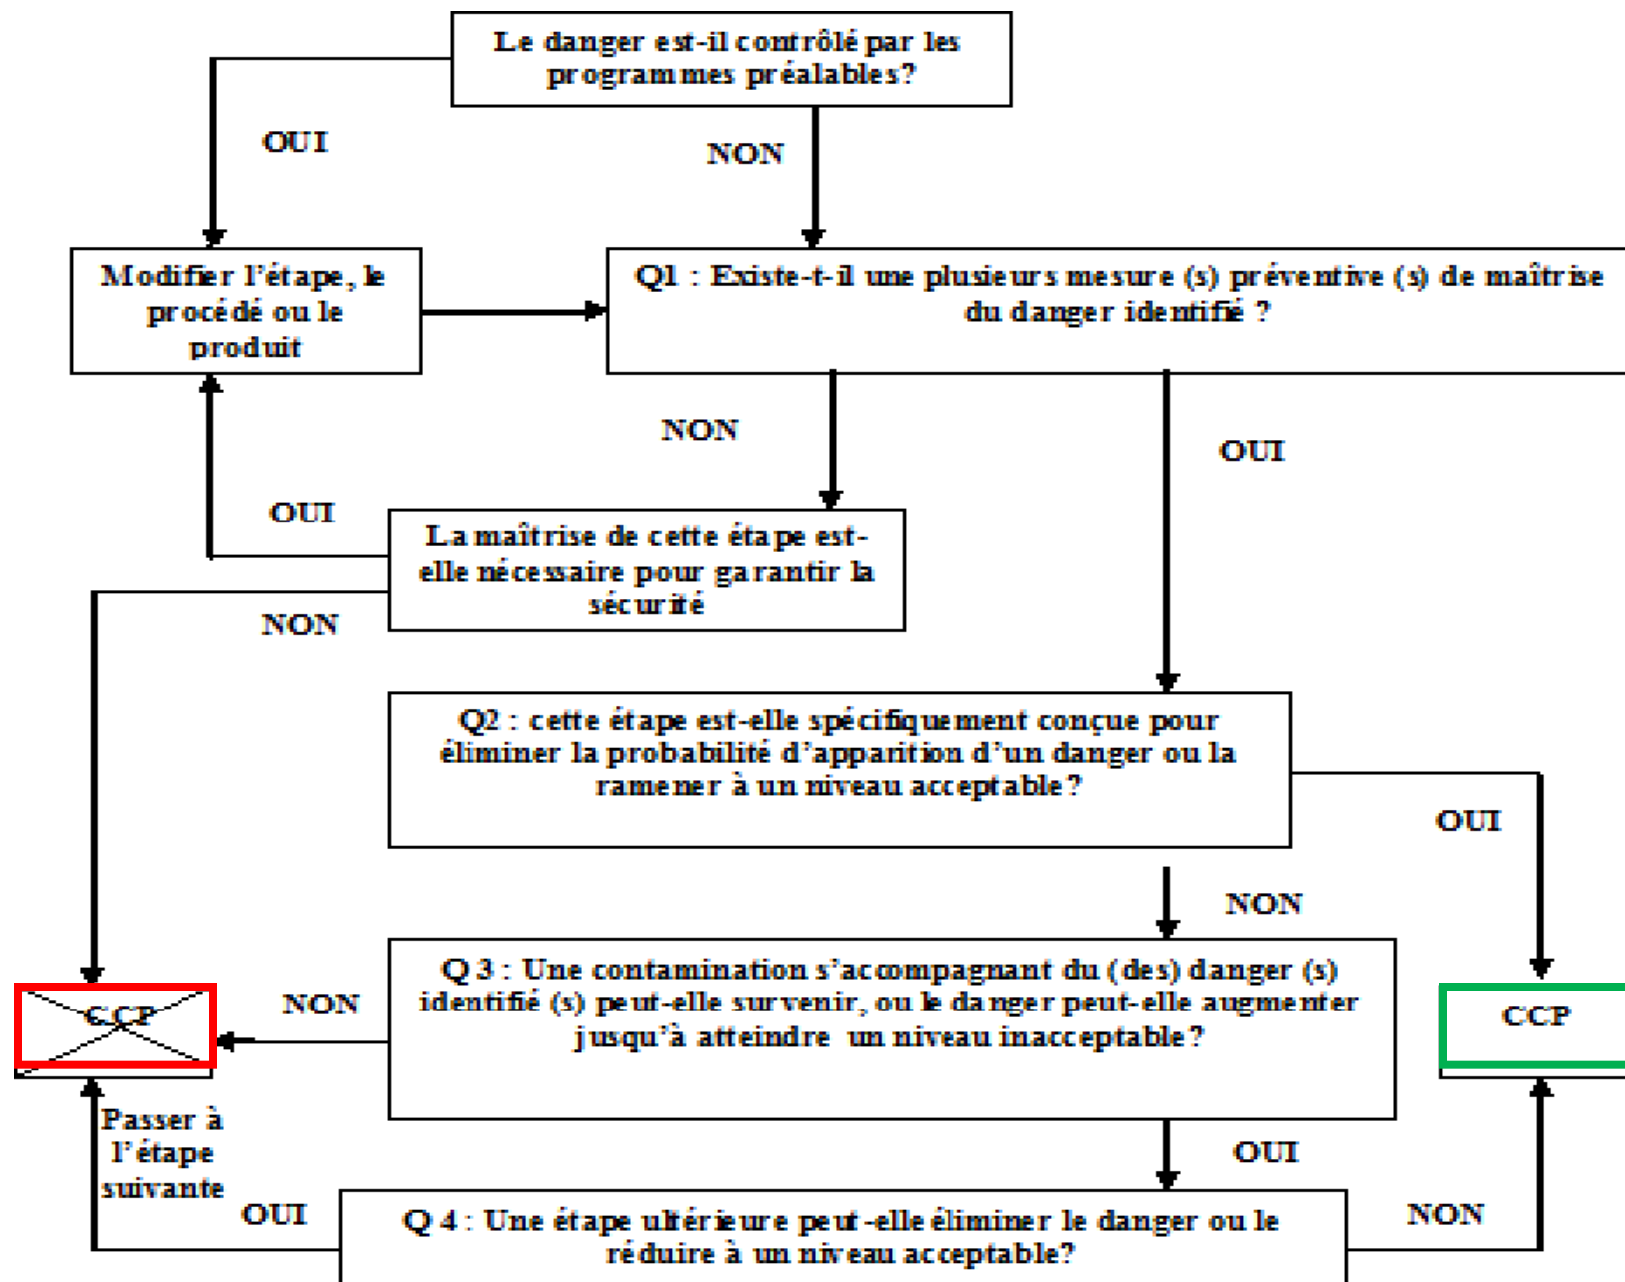 Le danger est-il contrôlé par les
programmes préalables?
OUI
NON
Modifier l'étape, le
procédé ou le
produit
Q1 : Existe-t-il une plusieurs mesure (s) préventive (s) de maîtrise
du danger identifié ?
NON
OUI
OUI
La maîtrise de cette étape est-
elle nécessaire pour garantir la
sécurité
NON
Q2 : cette étape est-elle spécifiquement conçue pour
éliminer la probabilité d'apparition d'un danger ou la
ramener à un niveau acceptable?
OUI
NON
Q 3 : Une contamination s'accompagnant du (des) danger (s)
identifié (s) peut-elle survenir, ou le danger peut-elle augmenter
jusqu'à atteindre un niveau inacceptable?
NON
CCP
CCP
Passer à
l'étape
suivante
OUI
OUI
Q 4 : Une étape ultérieure peut-elle éliminer le danger ou le
réduire à un niveau acceptable?
NON